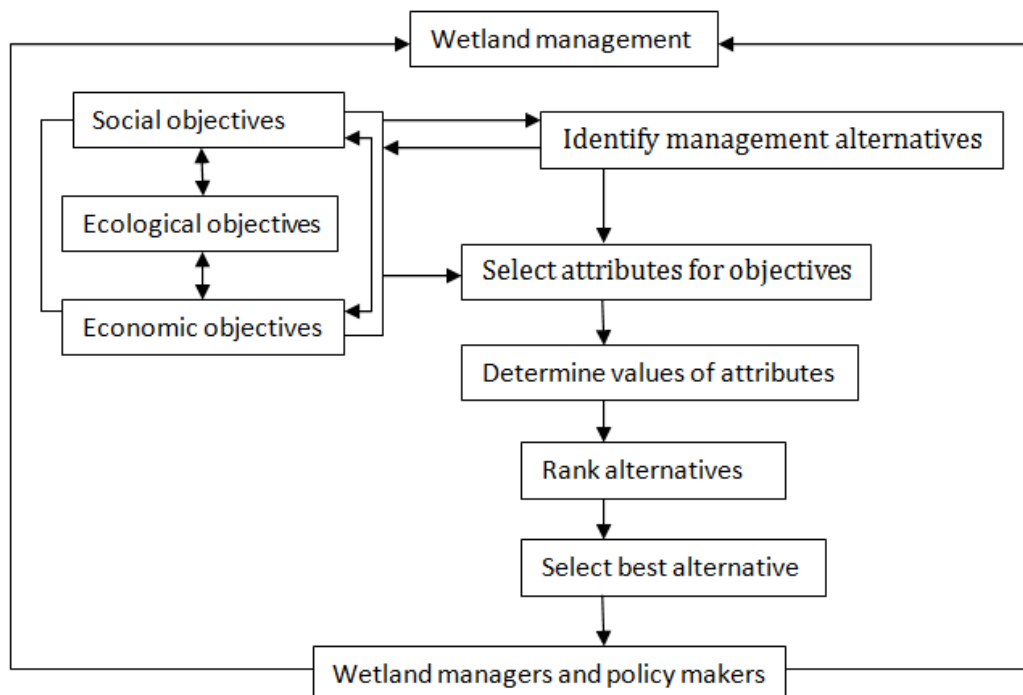 Wetland management
Social objectives
Identify management alternatives
Ecological objectives
Select attributes for objectives
Economic objectives
Determine values of attributes
Rank alternatives
Select best alternative
Wetland managers and policy makers